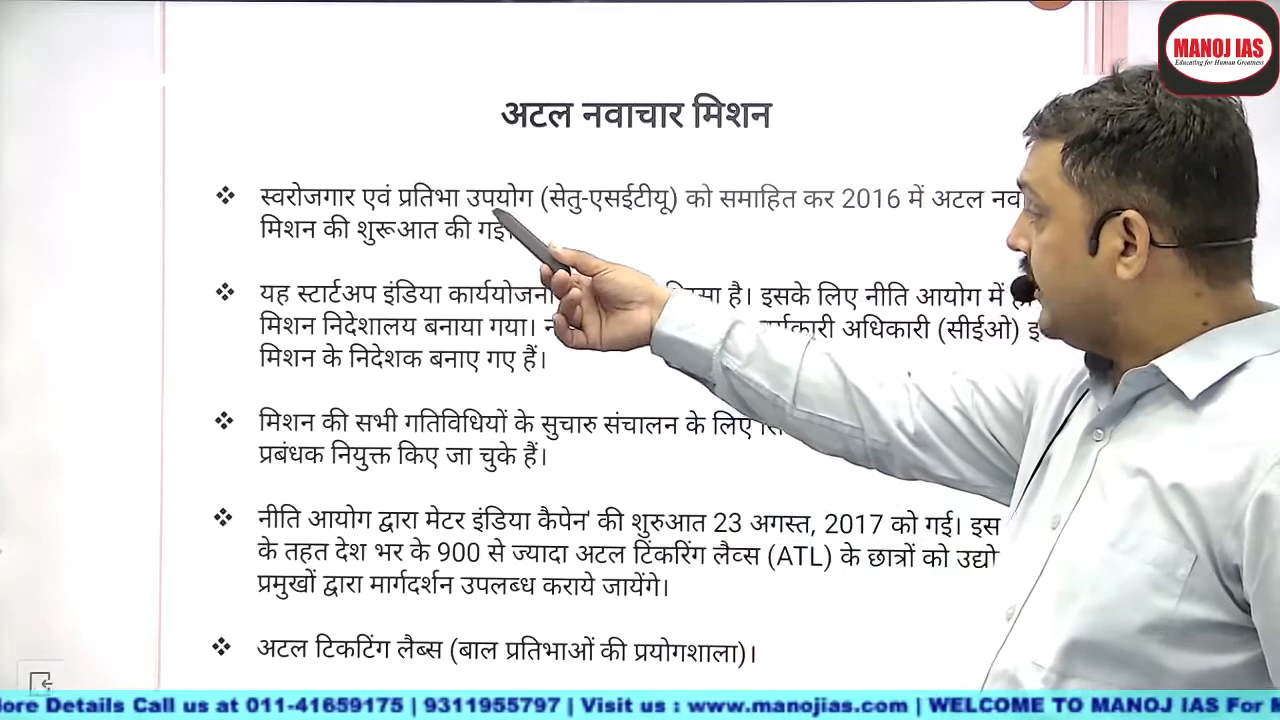 MANOJ IAS
Educating for Human Greatness
अटल नवाचार मिशन
❖ स्वरोजगार एवं प्रतिभा उपयोग (सेतु-एसईटीयू) को समाहित कर 2016 में अटल
मिशन की शुरूआत की गई
❖ यह स्टार्टअप इंडिया कार्ययोजना है। इसके लिए नीति आयोग में
मिशन निदेशालय बनाया गया। अधिकारी (सीईओ)
मिशन के निदेशक बनाए गए हैं।
❖ मिशन की सभी गतिविधियों के सुचारु संचालन के लिए
प्रबंधक नियुक्त किए जा चुके हैं।
❖ नीति आयोग द्वारा मेटर इंडिया कैपेन' की शुरुआत 23 अगस्त, 2017 को गई। इस
के तहत देश भर के 900 से ज्यादा अटल टिंकरिंग लैव्स (ATL) के छात्रों को
प्रमुखों द्वारा मार्गदर्शन उपलब्ध कराये जायेंगे।
❖ अटल टिकटिंग लैब्स (बाल प्रतिभाओं की प्रयोगशाला)।
ore Details Call us at 011-41659175 | 9311955797 | Visit us : www.manojias.com | WELCOME TO MANOJ IAS For